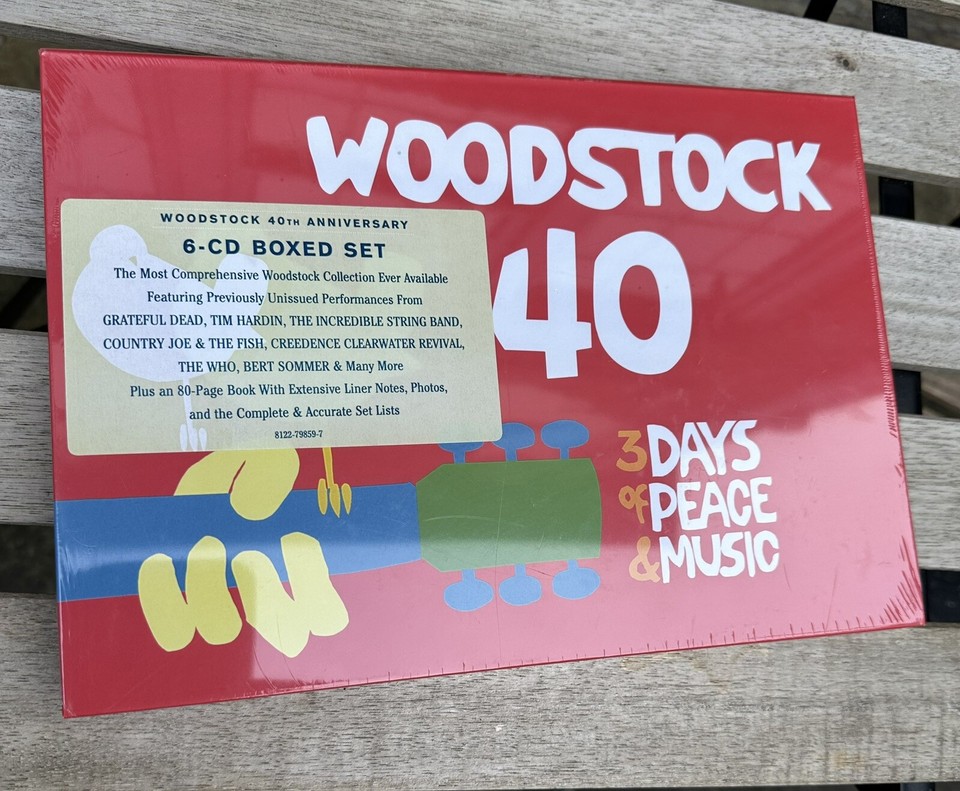 WOODSTOCK
40
WOODSTOCK 40TH ANNIVERSARY
6-CD BOXED SET
The Most Comprehensive Woodstock Collection Ever Available
Featuring Previously Unissued Performances From
GRATEFUL DEAD, TIM HARDIN, THE INCREDIBLE STRING BAND,
COUNTRY JOE & THE FISH, CREEDENCE CLEARWATER REVIVAL,
THE WHO, BERT SOMMER & Many More
Plus an 80-Page Book With Extensive Liner Notes, Photos,
and the Complete & Accurate Set Lists
8122-79859-7
3 DAYS
of PEACE
& MUSIC